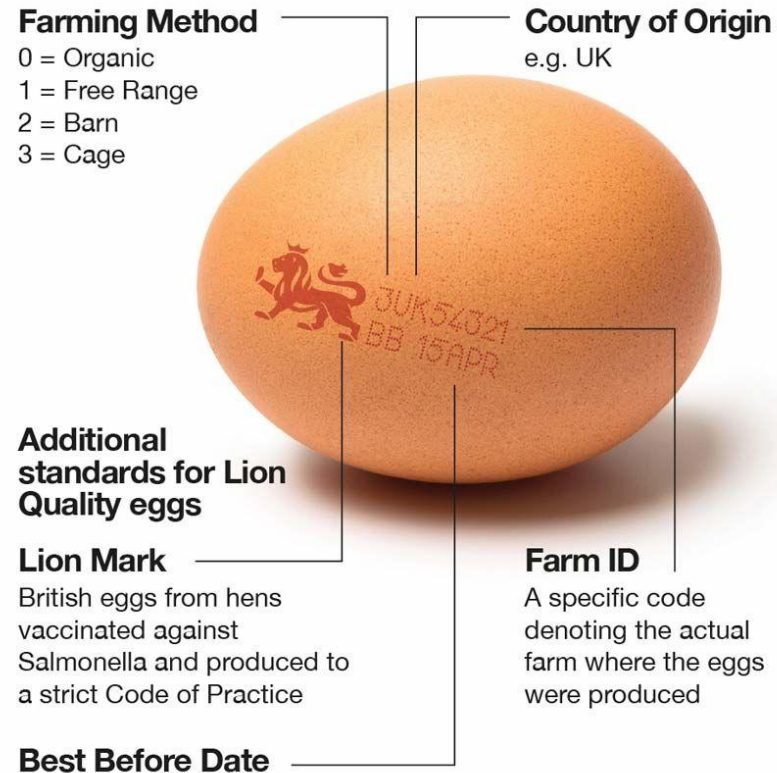 Farming Method
0 = Organic
1 = Free Range
2 = Barn
3 = Cage
Country of Origin
e.g. UK
3UK54321
BB 15APR
Additional
standards for Lion
Quality eggs
Lion Mark
British eggs from hens
vaccinated against
Salmonella and produced to
a strict Code of Practice
Farm ID
A specific code
denoting the actual
farm where the eggs
were produced
Best Before Date